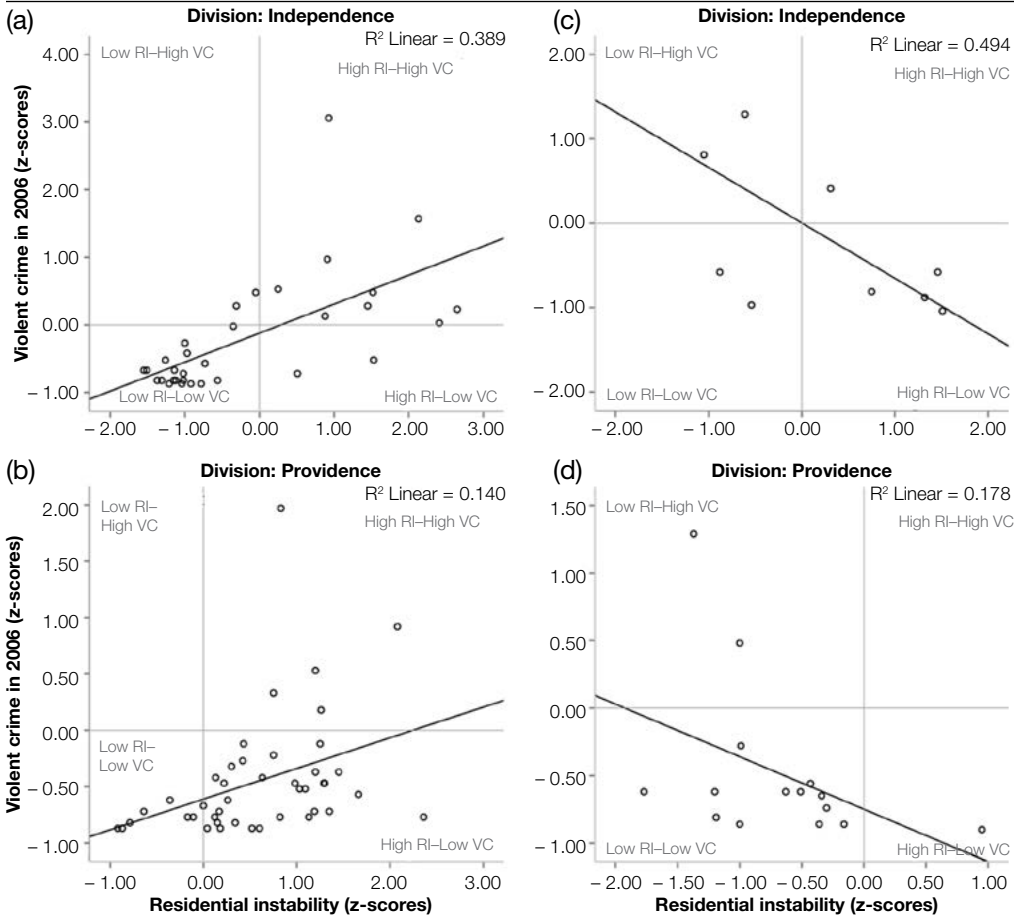 (a)
Division: Independence
R² Linear = 0.389
Low RI–High VC
High RI–High VC
4.00
3.00
2.00
1.00
0.00
– 1.00
Violent crime in 2006 (z-scores)
Low RI–Low VC
High RI–Low VC
– 2.00 – 1.00 0.00 1.00 2.00 3.00
(c)
Division: Independence
R² Linear = 0.494
Low RI–High VC
High RI–High VC
2.00
1.00
0.00
– 1.00
– 2.00
Low RI–Low VC
High RI–Low VC
– 2.00 – 1.00 0.00 1.00 2.00
(b)
Division: Providence
R² Linear = 0.140
Low RI–
High VC
High RI–High VC
2.00
1.50
1.00
0.50
0.00
– 0.50
– 1.00
Violent crime in 2006 (z-scores)
Low RI–
Low VC
High RI–Low VC
– 1.00 0.00 1.00 2.00 3.00
Residential instability (z-scores)
(d)
Division: Providence
R² Linear = 0.178
Low RI–High VC
High RI–High VC
1.50
1.00
0.50
0.00
– 0.50
– 1.00
Low RI–Low VC
High RI–Low VC
– 2.00 – 1.50 – 1.00 – 0.50 0.00 0.50 1.00
Residential instability (z-scores)